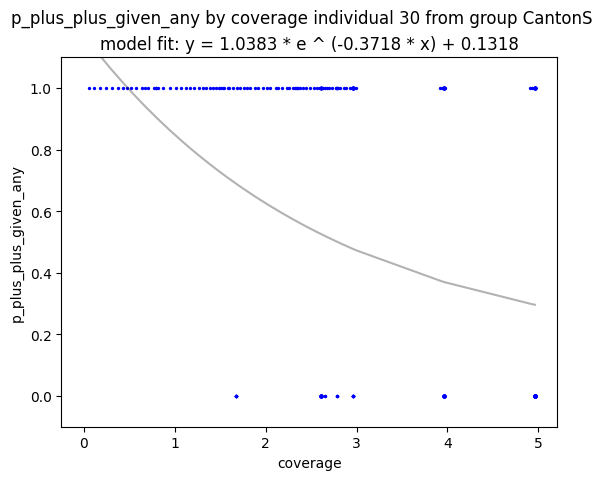 p_plus_plus_given_any by coverage individual 30 from group CantonS
model fit: y = 1.0383 * e ^ (-0.3718 * x) + 0.1318
1.0
0.8
0.6
0.4
0.2
0.0
p_plus_plus_given_any
0 1 2 3 4 5
coverage